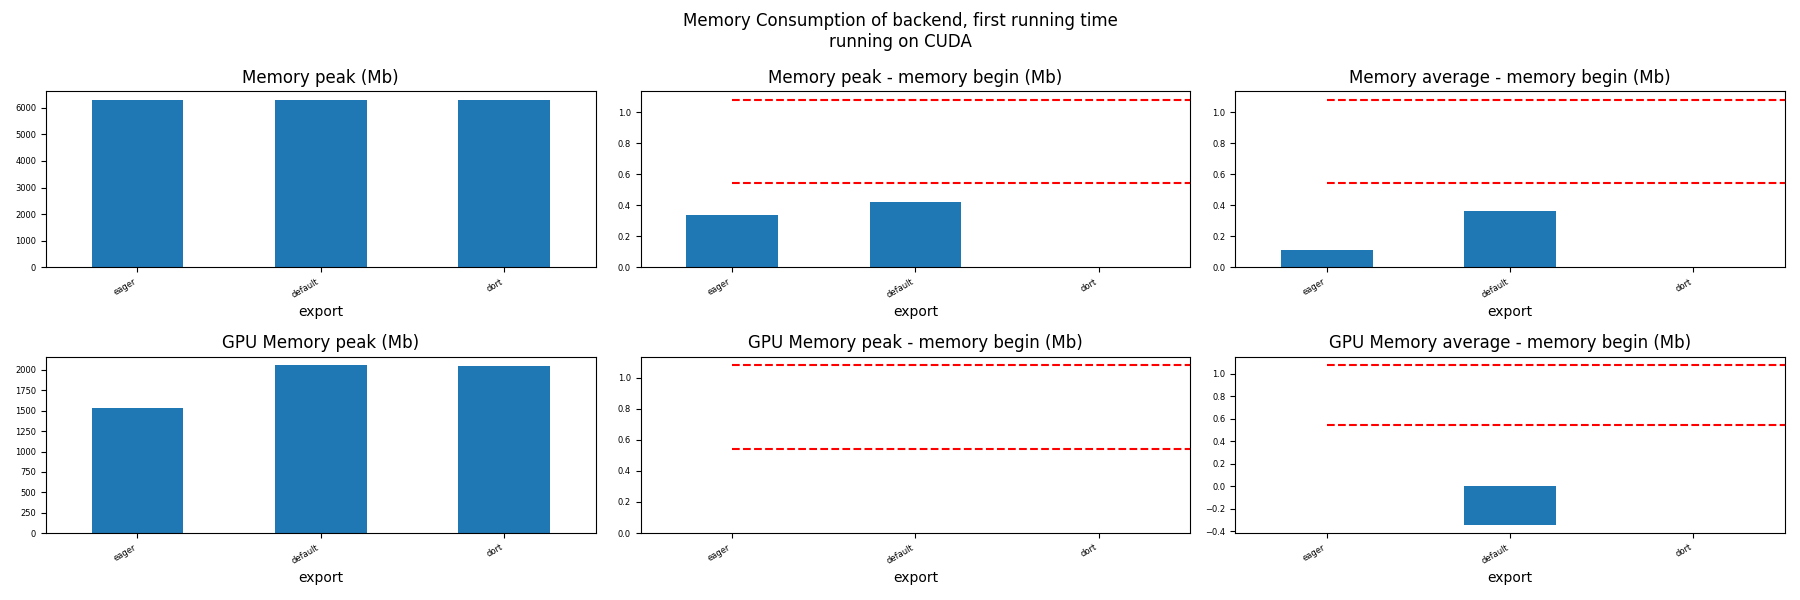 Memory Consumption of backend, first running time
running on CUDA
Memory peak (Mb)
6000
5000
4000
3000
2000
1000
0
eager
default
dort
export
Memory peak - memory begin (Mb)
1.0
0.8
0.6
0.4
0.2
0.0
eager
default
dort
export
Memory average - memory begin (Mb)
1.0
0.8
0.6
0.4
0.2
0.0
eager
default
dort
export
GPU Memory peak (Mb)
2000
1750
1500
1250
1000
750
500
250
0
eager
default
dort
export
GPU Memory peak - memory begin (Mb)
1.0
0.8
0.6
0.4
0.2
0.0
eager
default
dort
export
GPU Memory average - memory begin (Mb)
1.0
0.8
0.6
0.4
0.2
0.0
−0.2
−0.4
eager
default
dort
export